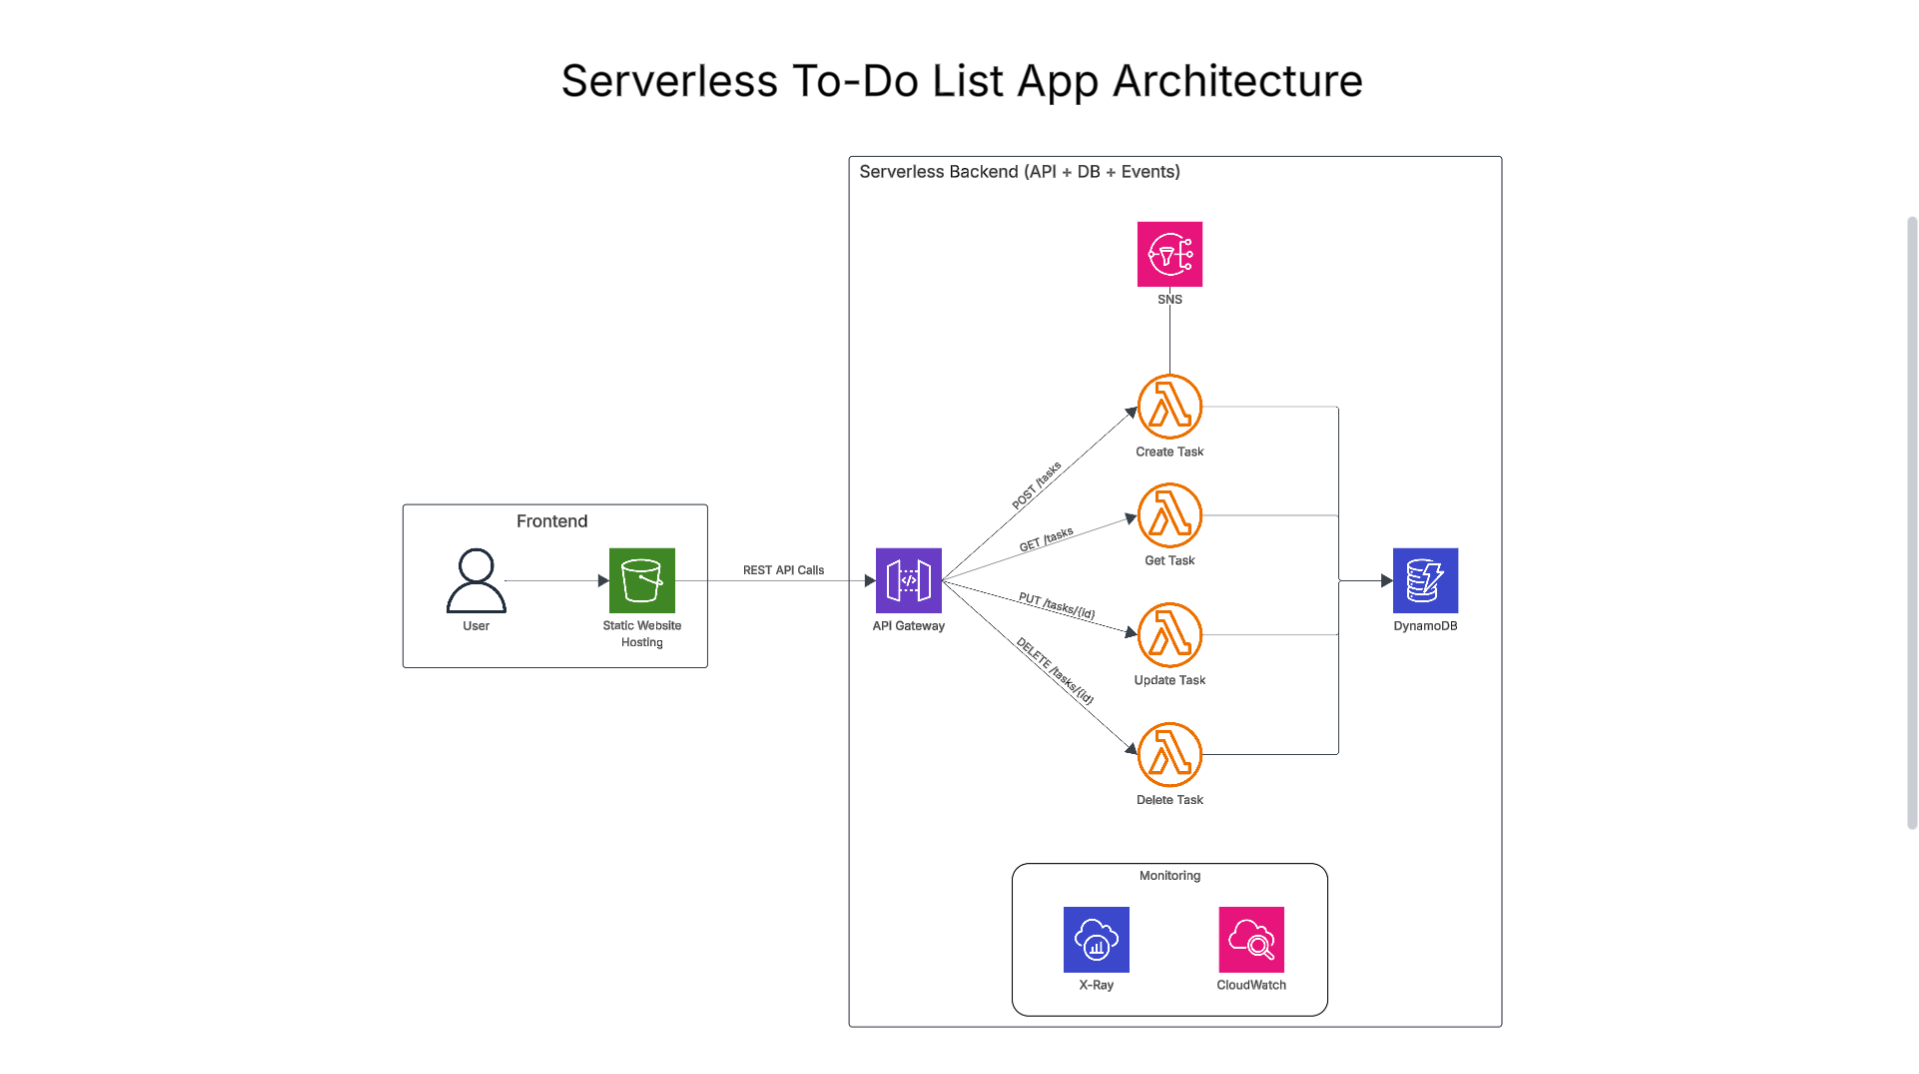 Serverless To-Do List App Architecture
Serverless Backend (API + DB + Events)
SNS
Create Task
POST /tasks
GET /tasks
Get Task
Frontend
User
Static Website
Hosting
REST API Calls
API Gateway
PUT /tasks/{id}
DELETE /tasks/{id}
Update Task
DynamoDB
Delete Task
Monitoring
X-Ray
CloudWatch